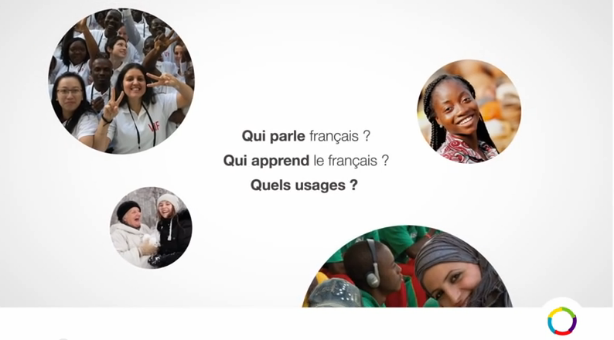 Qui parle français ?
Qui apprend le français ?
Quels usages ?